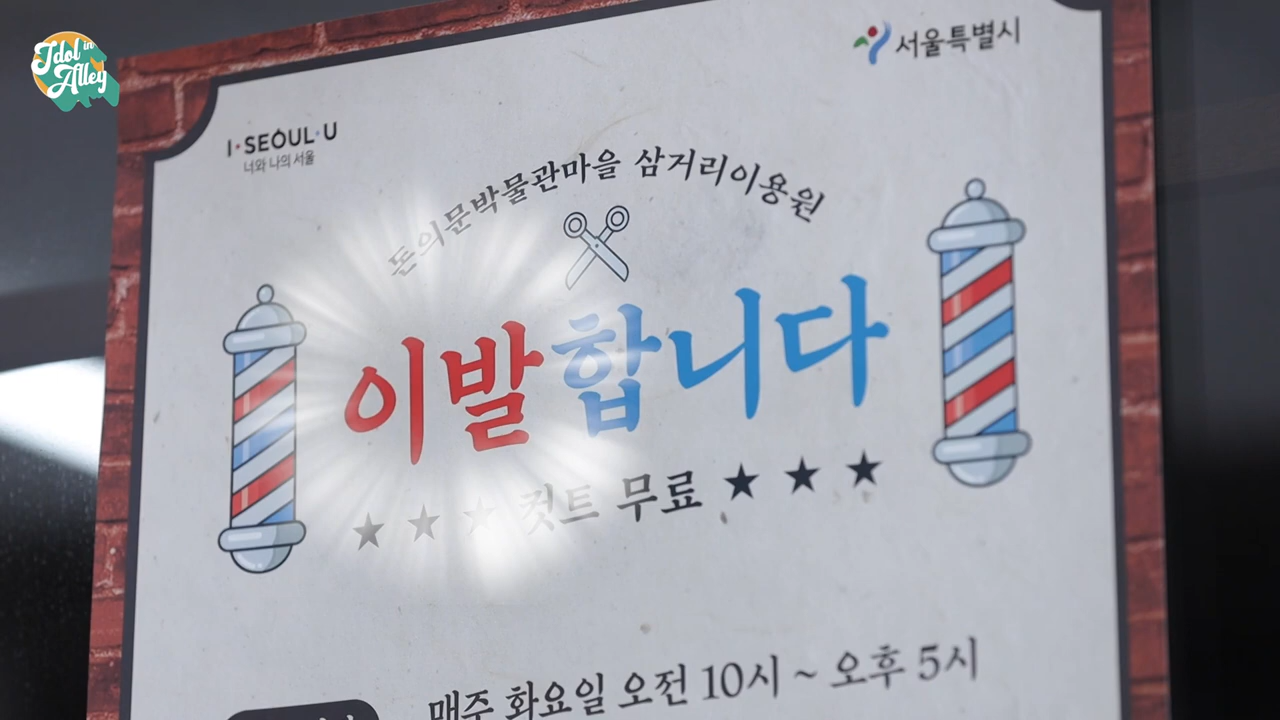 Idol in Alley
서울특별시
I·SEOUL·U
너와 나의 서울
돈의문박물관마을 삼거리이용원
이발합니다
★ ★ ★ 컷트 무료 ★ ★ ★
매주 화요일 오전 10시 ~ 오후 5시